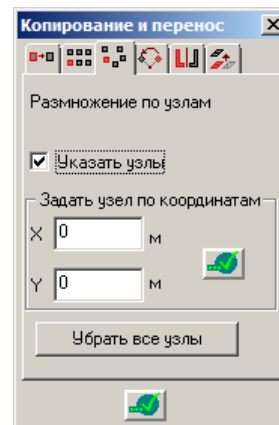 Копирование и перенос
Размножение по узлам
Указать узлы
Задать узел по координатам
X 0 м
Y 0 м
Убрать все узлы